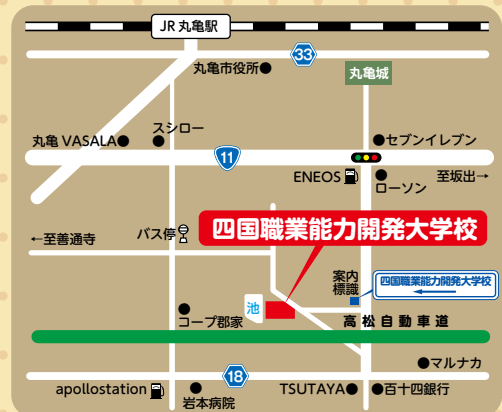 JR 丸亀駅
33
丸亀市役所
丸亀城
丸亀 VASALA
スシロー
11
セブンイレブン
ENEOS
ローソン
至坂出→
←至善通寺
バス停
四国職業能力開発大学校
案内
標識
四国職業能力開発大学校
池
コープ郡家
高松自動車道
マルナカ
18
apollostation
岩本病院
TSUTAYA
百十四銀行